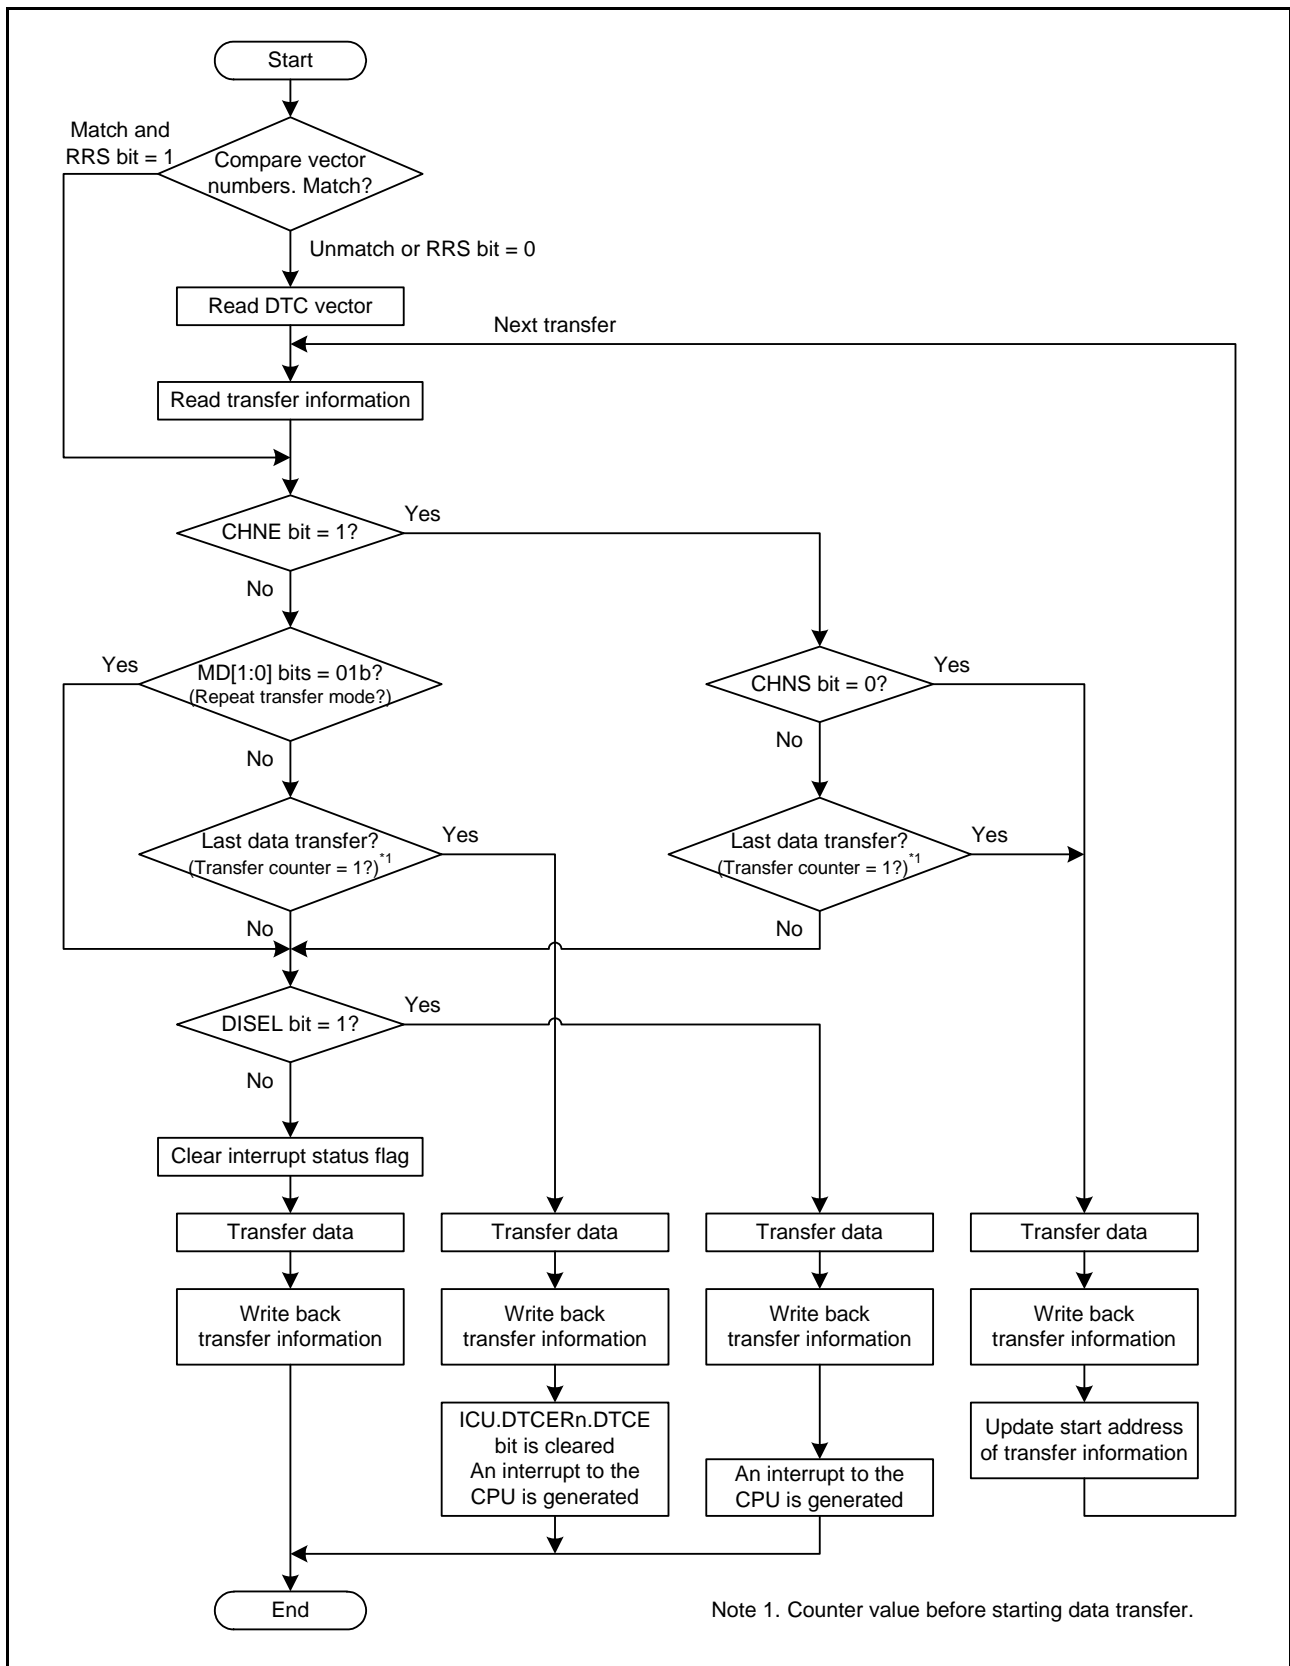 Start
Match and
RRS bit = 1
Compare vector
numbers. Match?
Unmatch or RRS bit = 0
Read DTC vector
Next transfer
Read transfer information
CHNE bit = 1?
Yes
No
Yes
MD[1:0] bits = 01b?
(Repeat transfer mode?)
CHNS bit = 0?
Yes
No
No
Last data transfer?
(Transfer counter = 1?)*1
Yes
Last data transfer?
(Transfer counter = 1?)*1
Yes
No
No
DISEL bit = 1?
Yes
No
Clear interrupt status flag
Transfer data
Transfer data
Transfer data
Transfer data
Write back
transfer information
Write back
transfer information
Write back
transfer information
Write back
transfer information
ICU.DTCERn.DTCE
bit is cleared
An interrupt to the
CPU is generated
An interrupt to the
CPU is generated
Update start address
of transfer information
End
Note 1. Counter value before starting data transfer.